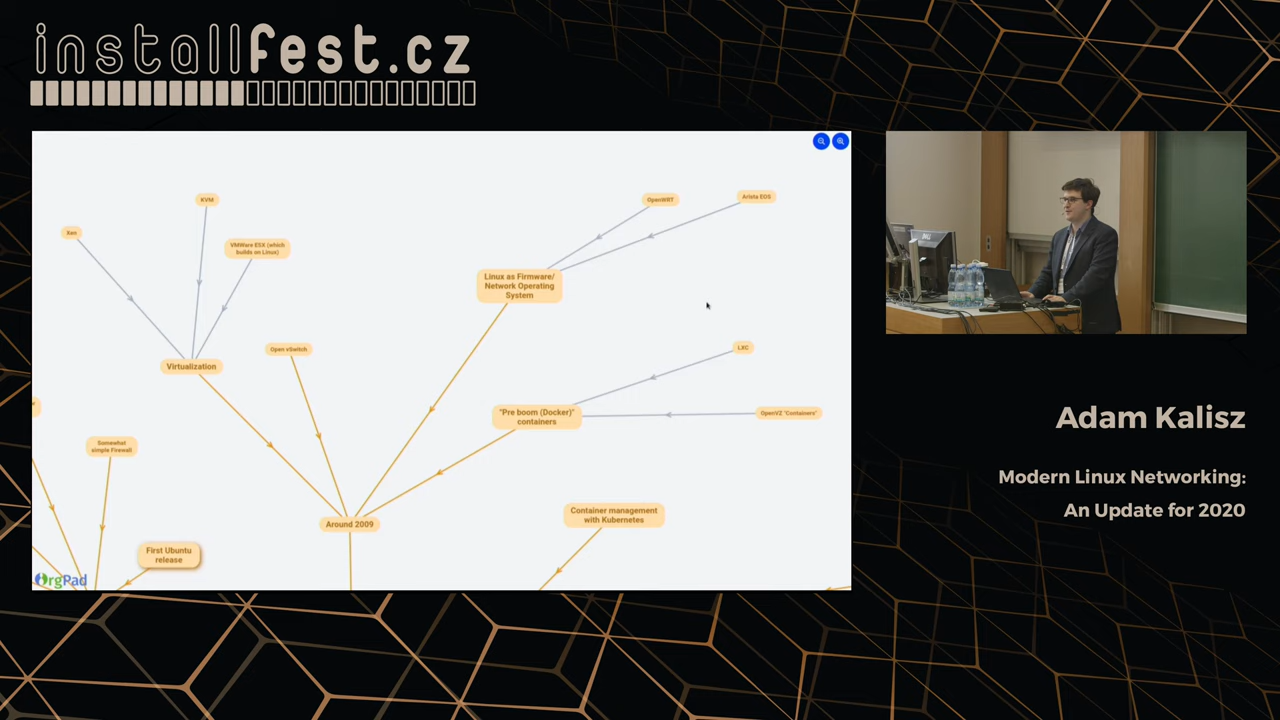 installfest.cz
KVM
OpenWRT
Arista EOS
Xen
VMWare ESX (which
builds on Linux)
Linux as Firmware/
Network Operating
System
Open vSwitch
LXC
Virtualization
"Pre boom (Docker)"
containers
OpenVZ "Containers"
Somewhat
simple Firewall
Container management
with Kubernetes
Around 2009
First Ubuntu
release
OrgPad
Adam Kalisz
Modern Linux Networking:
An Update for 2020